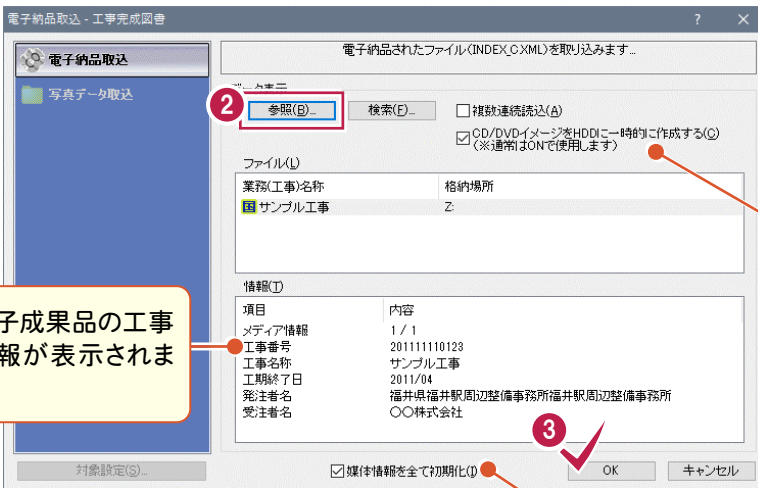 電子納品取込 - 工事完成図書
電子納品取込
写真データ取込
電子納品されたファイル(INDEX_C.XML)を取り込みます...
データ表示
2
参照(B)...
検索(F)...
複数連続読込(A)
CD/DVDイメージをHDDに一時的に作成する(C)
(※通常はONで使用します)
ファイル(L)
業務(工事)名称 格納場所
国 サンプル工事 Z:
情報(T)
項目 内容
メディア情報 1 / 1
工事番号 201111110123
工事名称 サンプル工事
工期終了日 2011/04
発注者名 福井県福井駅周辺整備事務所福井駅周辺整備事務所
受注者名 〇〇株式会社
子成果品の工事
報が表示されま
3
対象設定(S)...
媒体情報を全て初期化(I)
OK
キャンセル